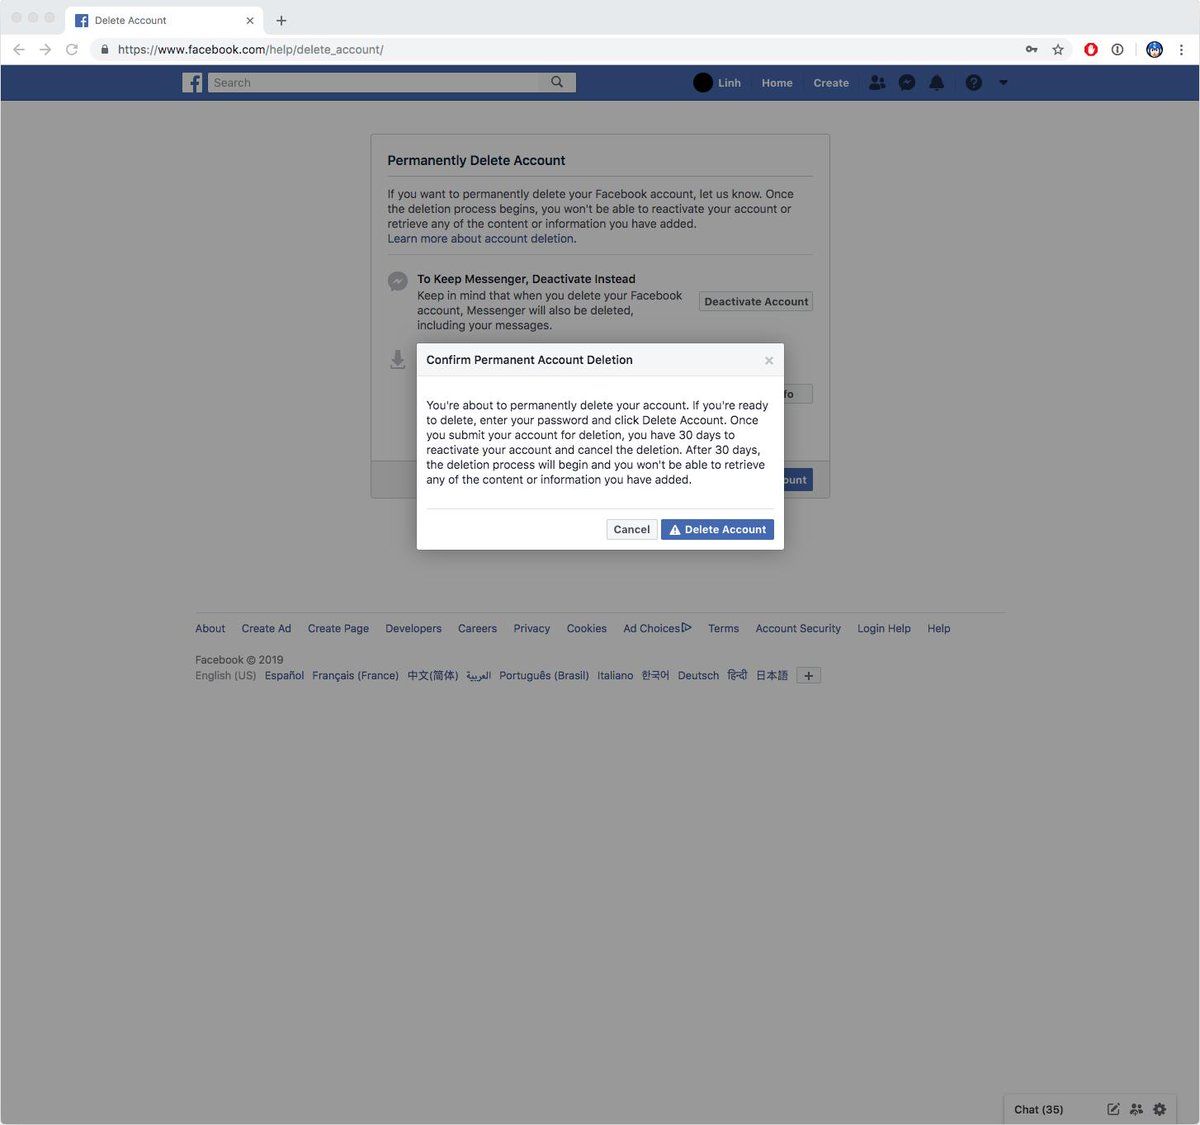 Delete Account
https://www.facebook.com/help/delete_account/
Search
Linh Home Create
Permanently Delete Account
If you want to permanently delete your Facebook account, let us know. Once
the deletion process begins, you won't be able to reactivate your account or
retrieve any of the content or information you have added.
Learn more about account deletion.
To Keep Messenger, Deactivate Instead
Keep in mind that when you delete your Facebook
account, Messenger will also be deleted,
including your messages.
Deactivate Account
Confirm Permanent Account Deletion
You're about to permanently delete your account. If you're ready
to delete, enter your password and click Delete Account. Once
you submit your account for deletion, you have 30 days to
reactivate your account and cancel the deletion. After 30 days,
the deletion process will begin and you won't be able to retrieve
any of the content or information you have added.
Cancel Delete Account
About Create Ad Create Page Developers Careers Privacy Cookies Ad Choices Terms Account Security Login Help Help
Facebook © 2019
English (US) Español Français (France) 中文(简体) العربية Português (Brasil) Italiano 한국어 Deutsch हिन्दी 日本語
Chat (35)